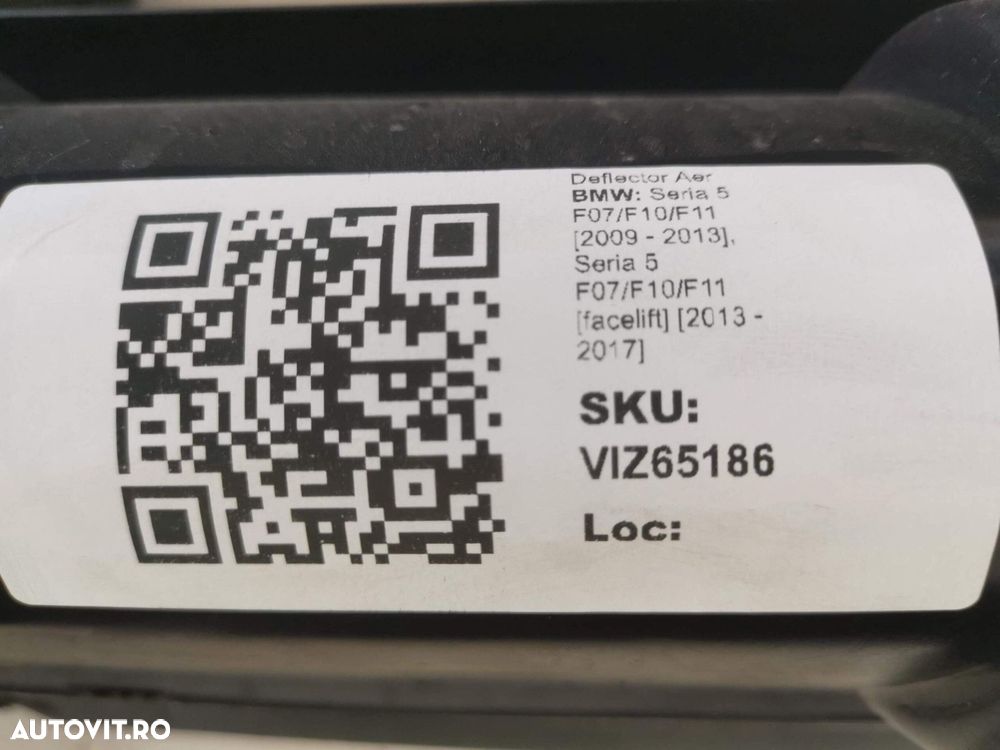 Deflector Aer
BMW: Seria 5
F07/F10/F11
[2009 - 2013],
Seria 5
F07/F10/F11
[facelift] [2013 -
2017]
SKU:
VIZ65186
Loc:
AUTOVIT.RO